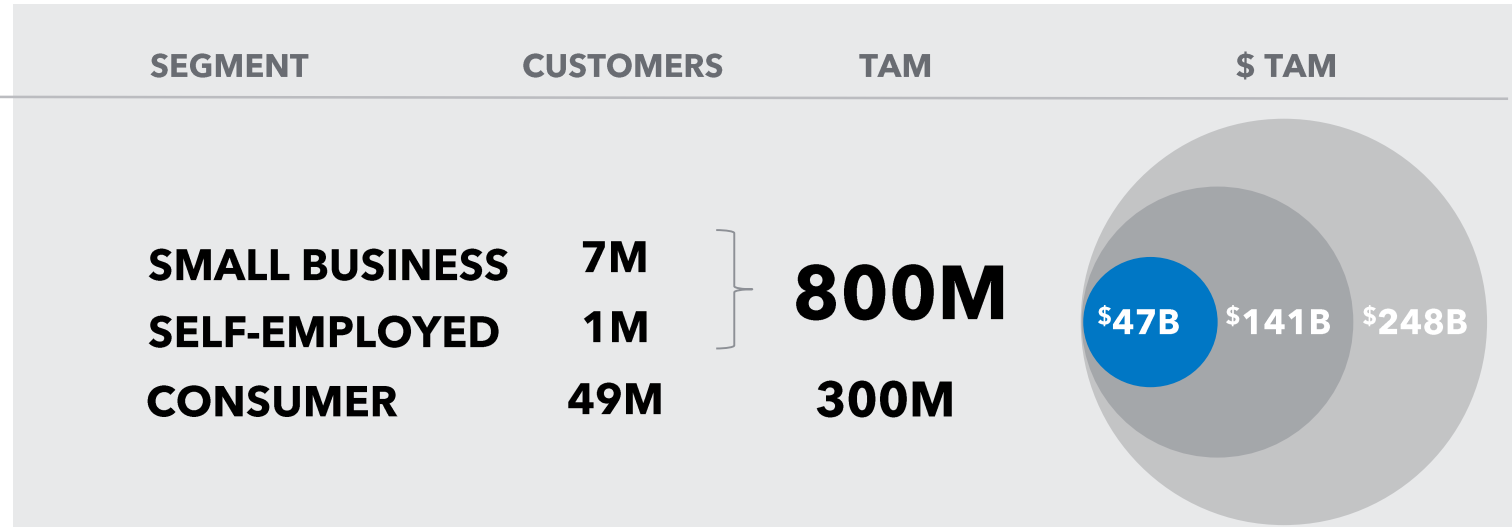 SEGMENT CUSTOMERS TAM $ TAM
SMALL BUSINESS 7M
800M
SELF-EMPLOYED 1M
$47B $141B $248B
CONSUMER 49M 300M